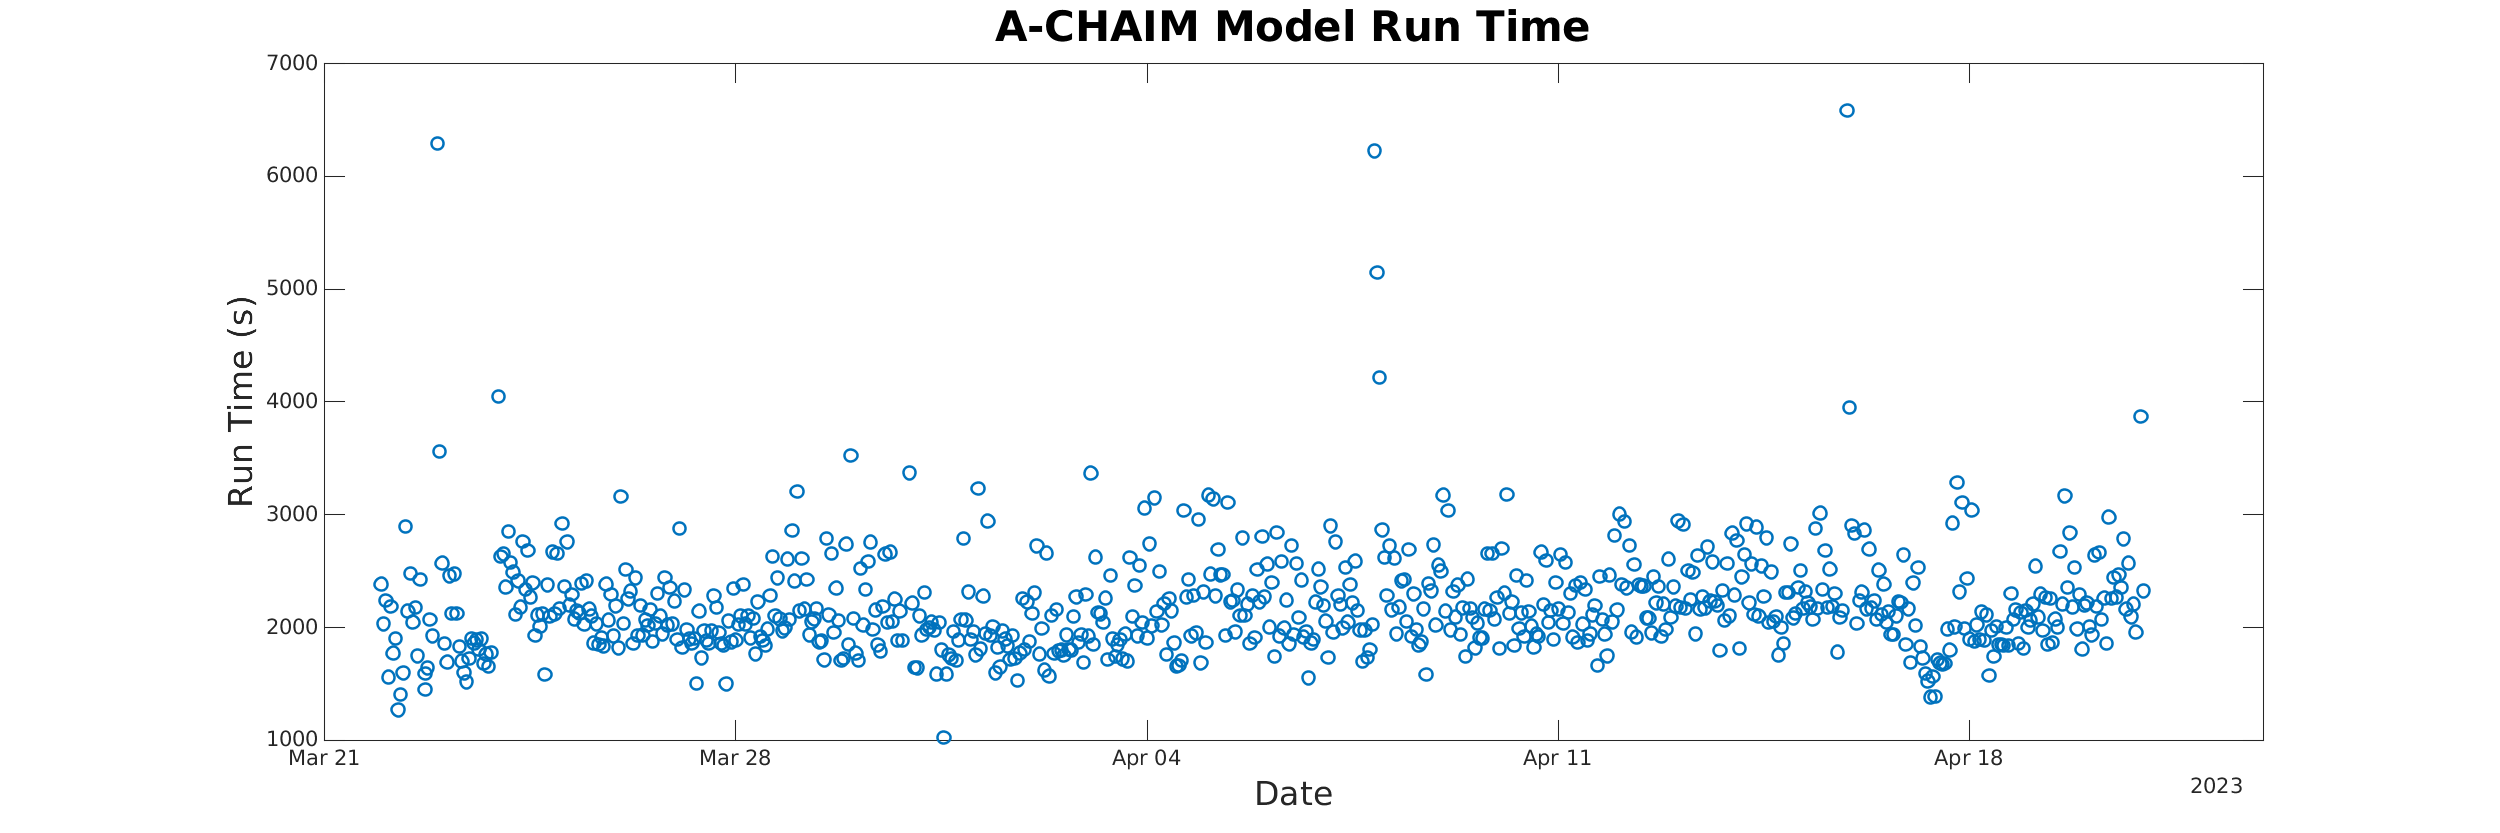 A-CHAIM Model Run Time
7000
6000
5000
4000
3000
2000
1000
Run Time (s)
Mar 21
Mar 28
Apr 04
Apr 11
Apr 18
2023
Date